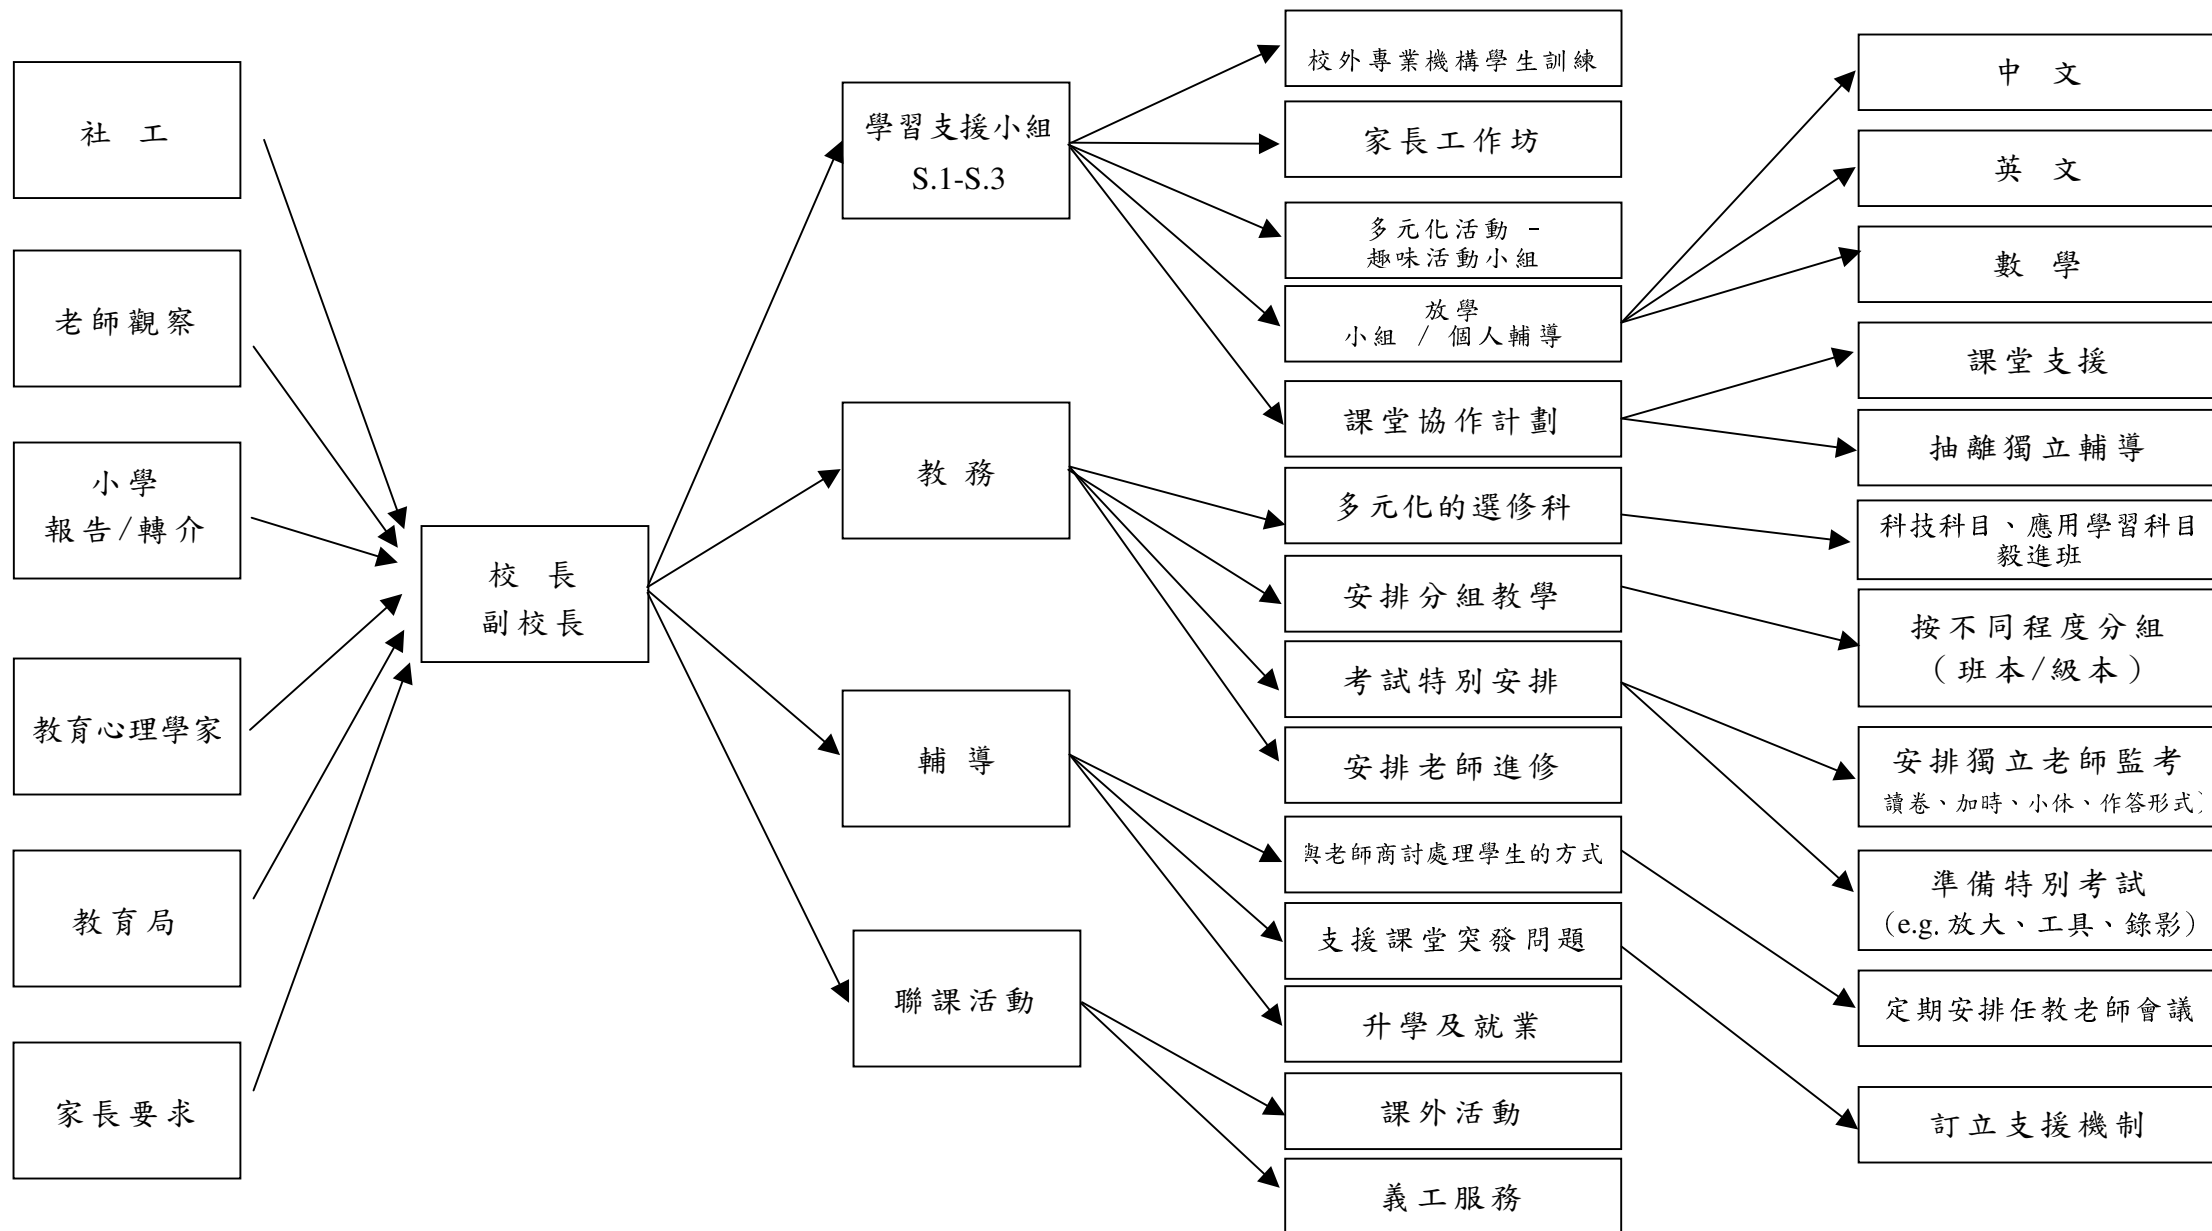 社 工
老師觀察
小學
報告/轉介
教育心理學家
教育局
家長要求
校 長
副校長
學習支援小組
S.1-S.3
教 務
輔 導
聯課活動
校外專業機構學生訓練
家長工作坊
多元化活動 -
趣味活動小組
放學
小組 / 個人輔導
課堂協作計劃
多元化的選修科
安排分組教學
考試特別安排
安排老師進修
與老師商討處理學生的方式
支援課堂突發問題
升學及就業
課外活動
義工服務
中 文
英 文
數 學
課堂支援
抽離獨立輔導
科技科目、應用學習科目
毅進班
按不同程度分組
(班本/級本)
安排獨立老師監考
讀卷、加時、小休、作答形式)
準備特別考試
(e.g. 放大、工具、錄影)
定期安排任教老師會議
訂立支援機制